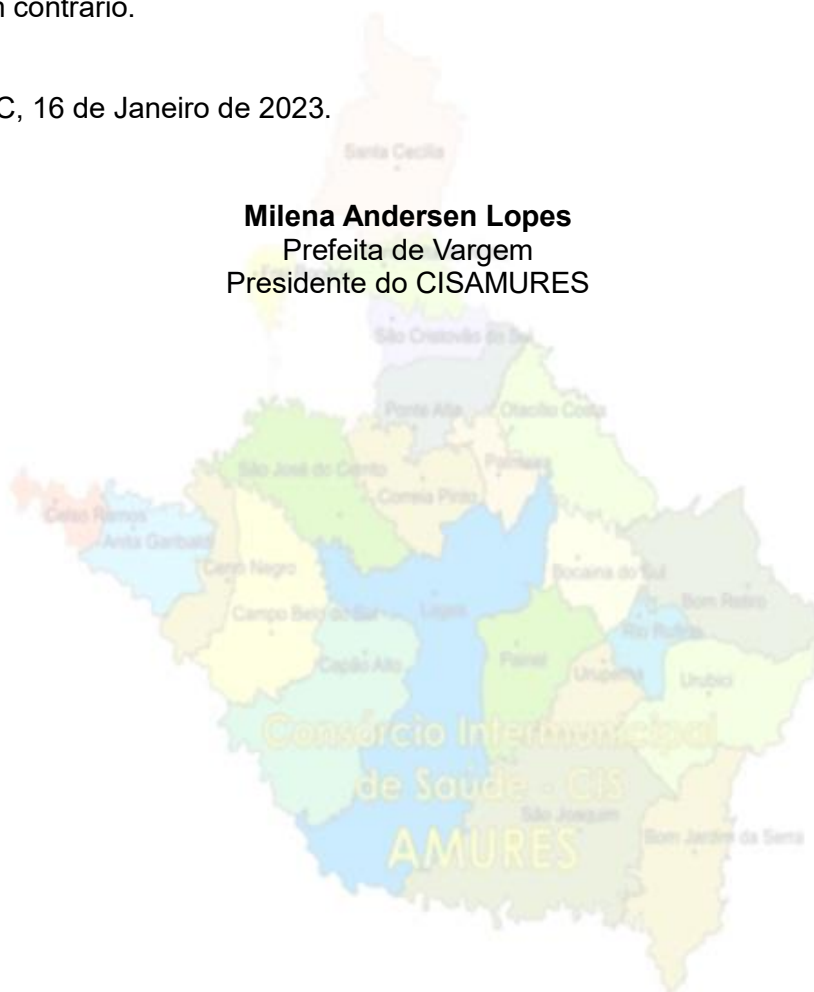 contrário.
C, 16 de Janeiro de 2023.
Santa Cecília
Milena Andersen Lopes
Prefeita de Vargem
Presidente do CISAMURES
São Cristovão do Sul
Ponte Alta
Otacílio Costa
São José do Cerrito
Palmeira
Correia Pinto
Celso Ramos
Anita Garibaldi
Cerro Negro
Bocaina do Sul
Bom Retiro
Campo Belo do Sul
Lages
Rio Rufino
Capão Alto
Painel
Urupema
Urubici
Consórcio Intermunicipal
de Saúde - CIS
São Joaquim
AMURES
Bom Jardim da Serra